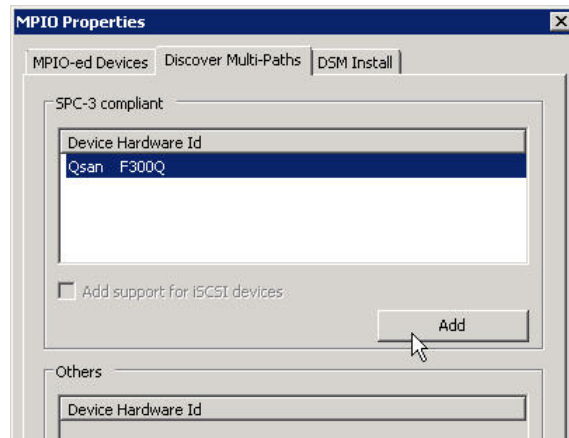 MPIO Properties
MPIO-ed Devices Discover Multi-Paths DSM Install
SPC-3 compliant
Device Hardware Id
Qsan F300Q
Add support for iSCSI devices
Add
Others
Device Hardware Id